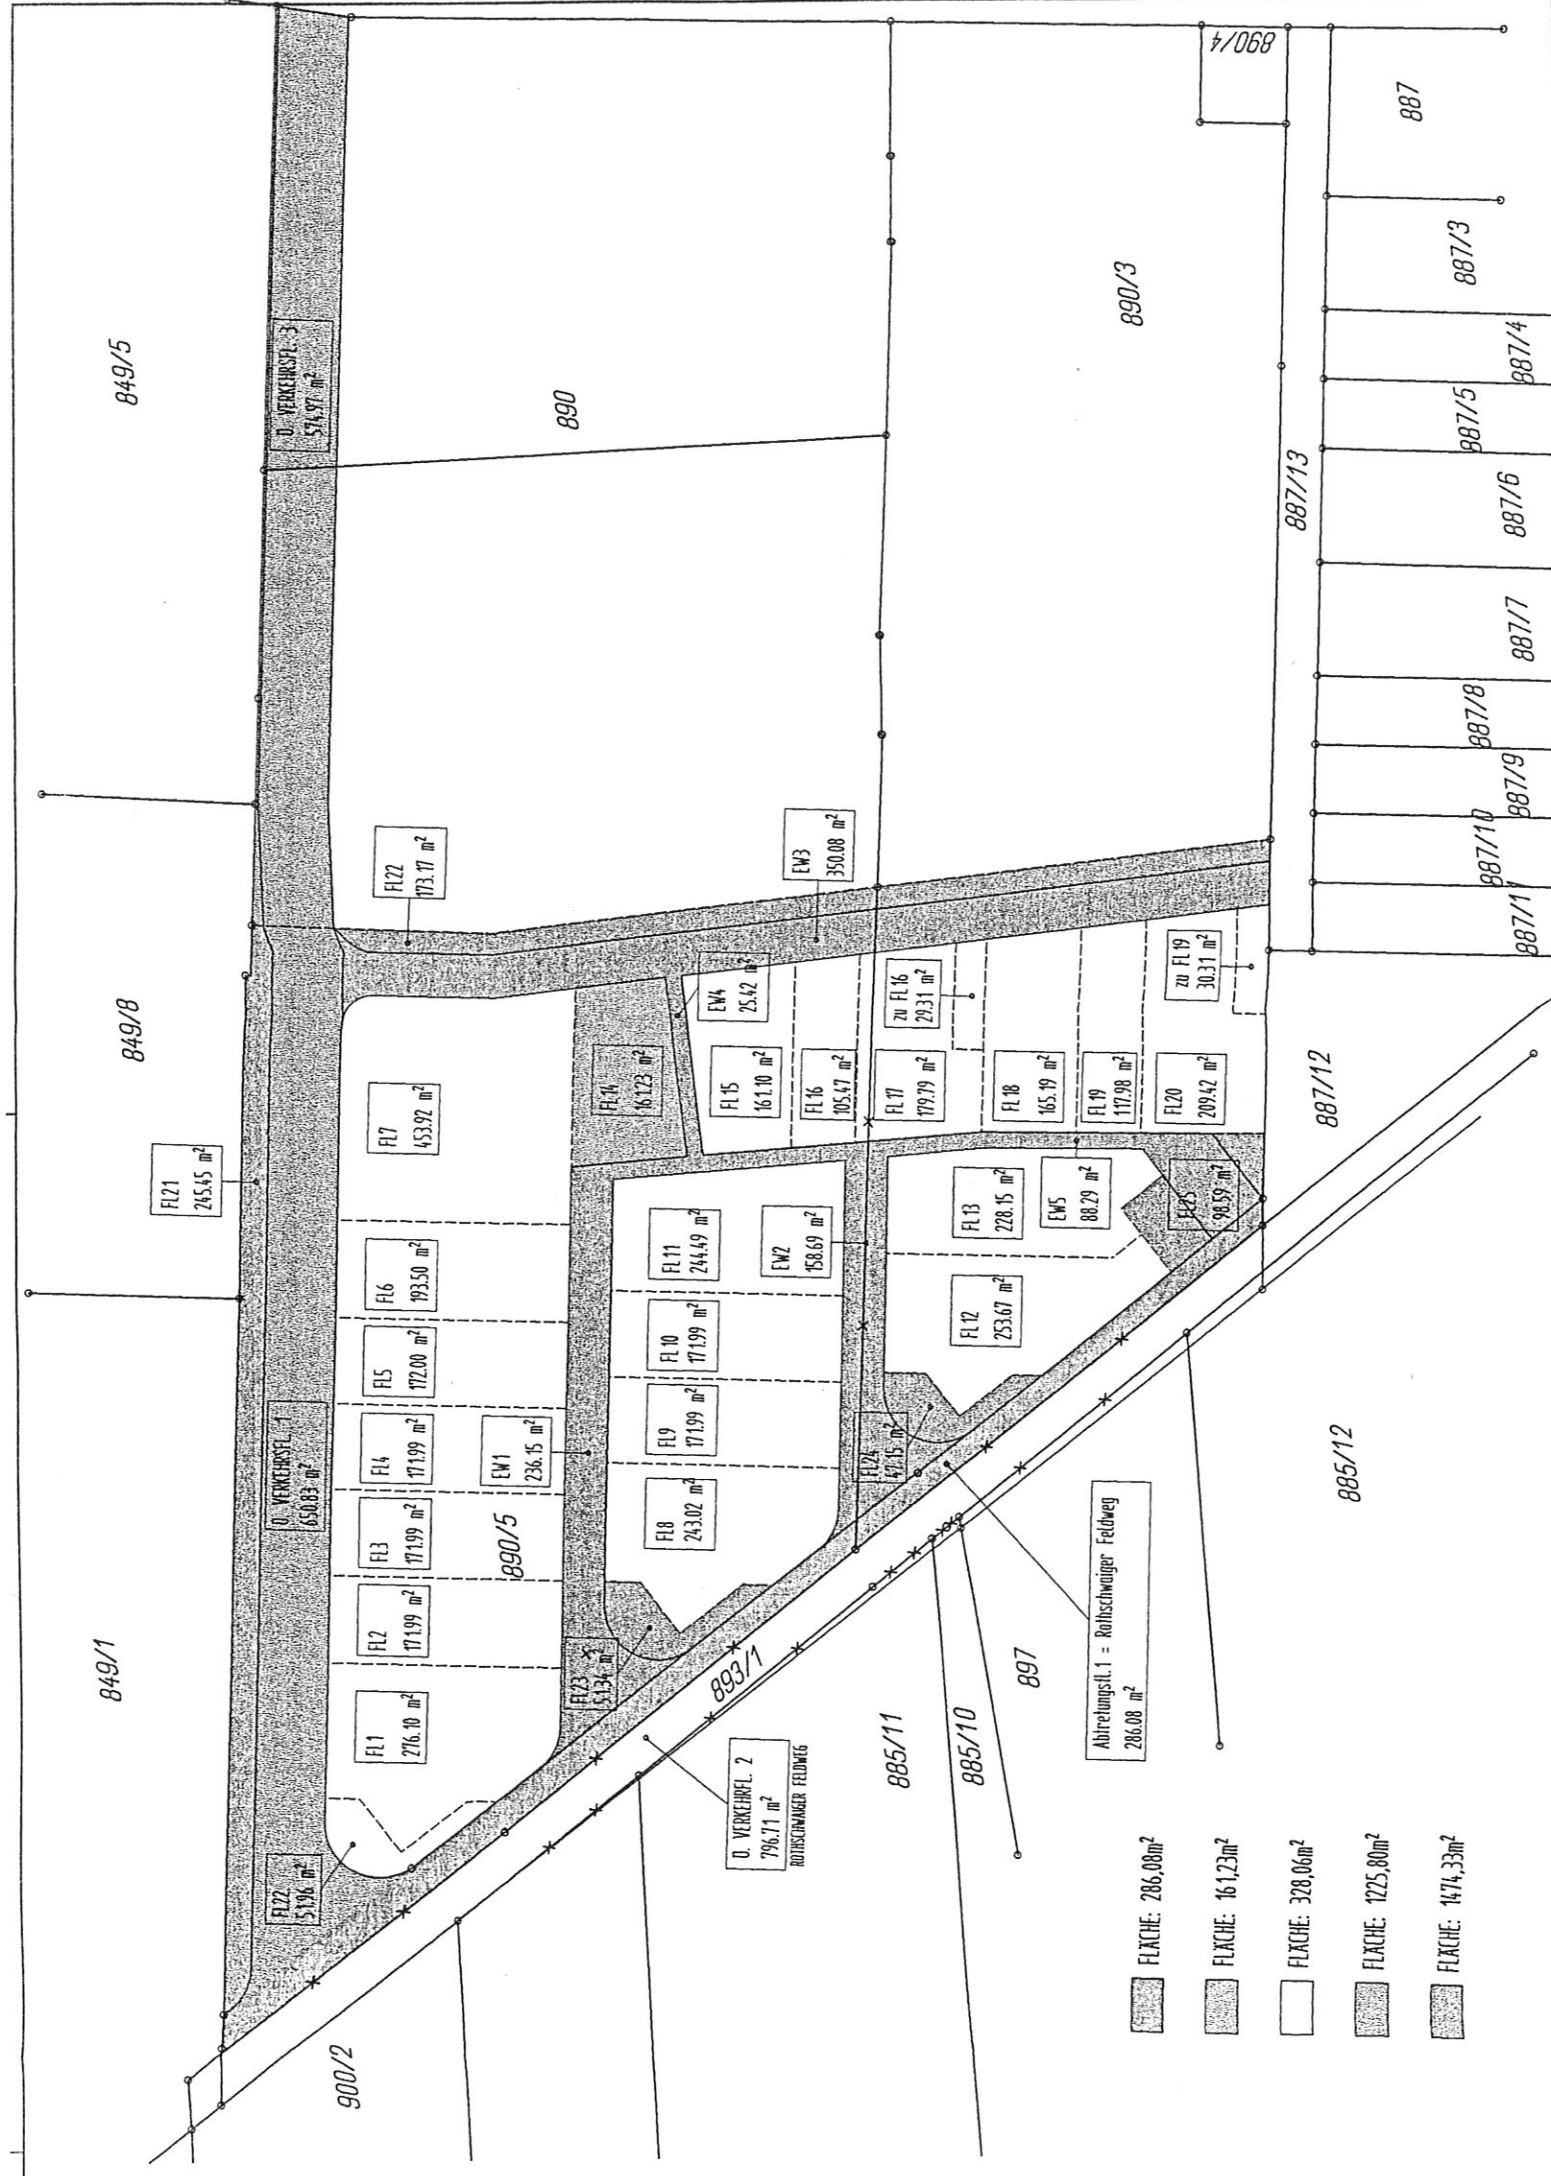 849/1
849/8
849/5
FL21
245.45 m²
Ö. VERKEHRSFL. 1
650.83 m²
Ö. VERKEHRSFL. 3
574.97 m²
FL22
51.96 m²
FL1
276.10 m²
FL2
171.99 m²
FL3
171.99 m²
FL4
171.99 m²
FL5
172.00 m²
FL6
193.50 m²
FL7
453.92 m²
FL22
173.17 m²
890
890/5
EW1
236.15 m²
FL23
51.34 m²
FL8
243.02 m²
FL9
171.99 m²
FL10
171.99 m²
FL11
244.49 m²
FL14
161.23 m²
EW4
25.42 m²
EW3
350.08 m²
FL15
161.10 m²
FL16
105.47 m²
FL17
179.79 m²
zu FL16
29.31 m²
FL18
165.19 m²
FL19
117.98 m²
FL20
209.42 m²
zu FL19
30.31 m²
EW2
158.69 m²
FL24
47.15 m²
FL12
253.67 m²
FL13
228.15 m²
EW5
88.29 m²
FL25
98.59 m²
890/3
890/4
900/2
893/1
Ö. VERKEHRFL. 2
796.71 m²
ROTHSCHWAIGER FELDWEG
885/11
885/10
897
Abtretungsfl.1 = Rothschwaiger Feldweg
286.08 m²
885/12
887/12
887/13
887/11
887/10
887/9
887/8
887/7
887/6
887/5
887/4
887/3
887
FLÄCHE: 286,08m²
FLÄCHE: 161,23m²
FLÄCHE: 328,06m²
FLÄCHE: 1225,80m²
FLÄCHE: 1474,33m²